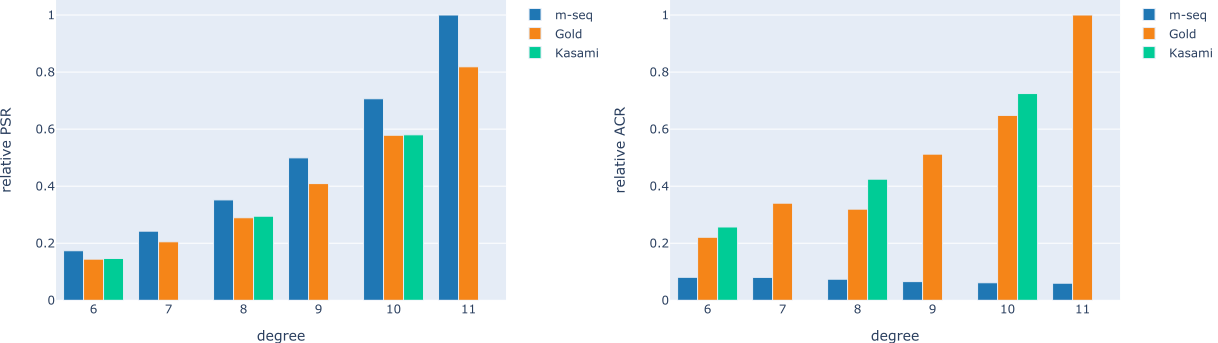 relative PSR
1
0.8
0.6
0.4
0.2
0
6 7 8 9 10 11
degree
m-seq
Gold
Kasami
relative ACR
1
0.8
0.6
0.4
0.2
0
6 7 8 9 10 11
degree
m-seq
Gold
Kasami